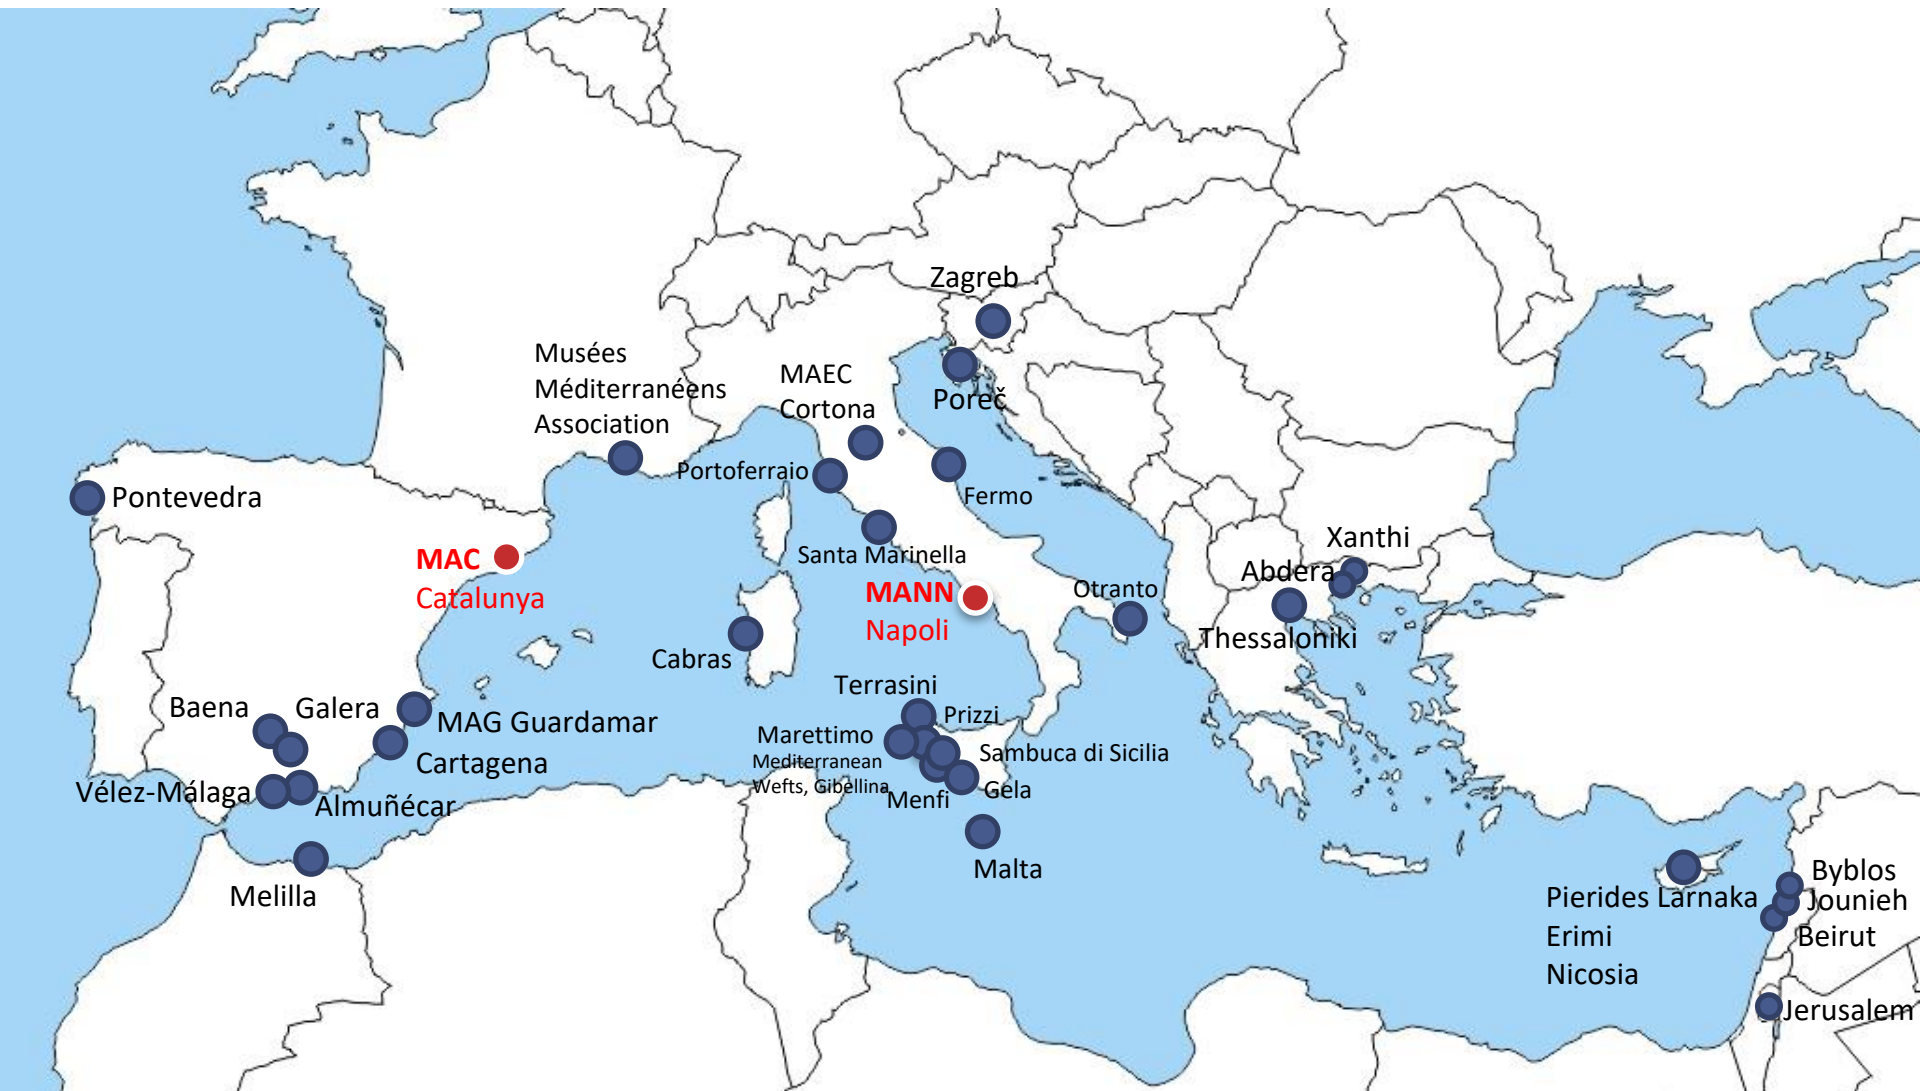 Zagreb
Musées
Méditerranéens
Association
MAEC
Cortona
Poreč
Portoferraio
Fermo
Pontevedra
MAC
Catalunya
Santa Marinella
MANN
Napoli
Otranto
Xanthi
Abdera
Thessaloniki
Cabras
Terrasini
Prizzi
Baena
Galera
MAG Guardamar
Cartagena
Marettimo
Mediterranean
Wefts, Gibellina
Sambuca di Sicilia
Menfi
Gela
Vélez-Málaga
Almuñécar
Malta
Melilla
Pierides Larnaka
Erimi
Nicosia
Byblos
Jounieh
Beirut
Jerusalem